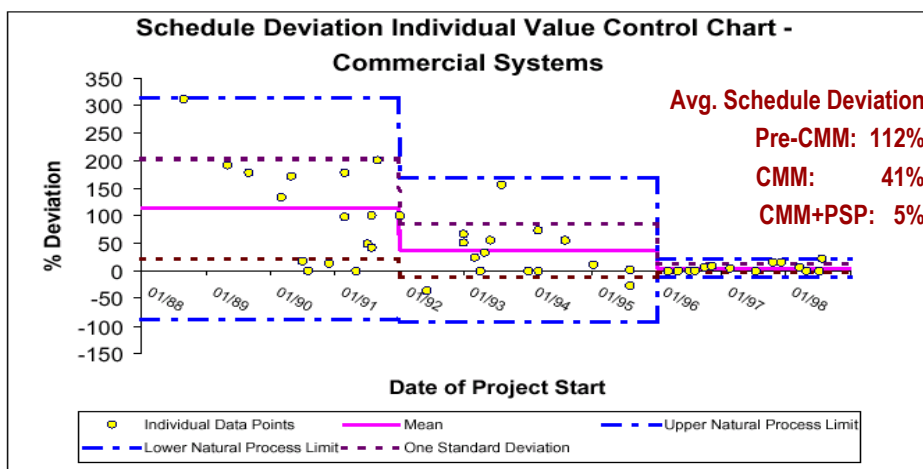 Schedule Deviation Individual Value Control Chart -
Commercial Systems
350
300
250
200
150
100
50
0
-50
-100
-150
% Deviation
Avg. Schedule Deviation
Pre-CMM: 112%
CMM: 41%
CMM+PSP: 5%
01/88
01/89
01/90
01/91
01/92
01/93
01/94
01/95
01/96
01/97
01/98
Date of Project Start
Individual Data Points
Mean
Upper Natural Process Limit
Lower Natural Process Limit
One Standard Deviation